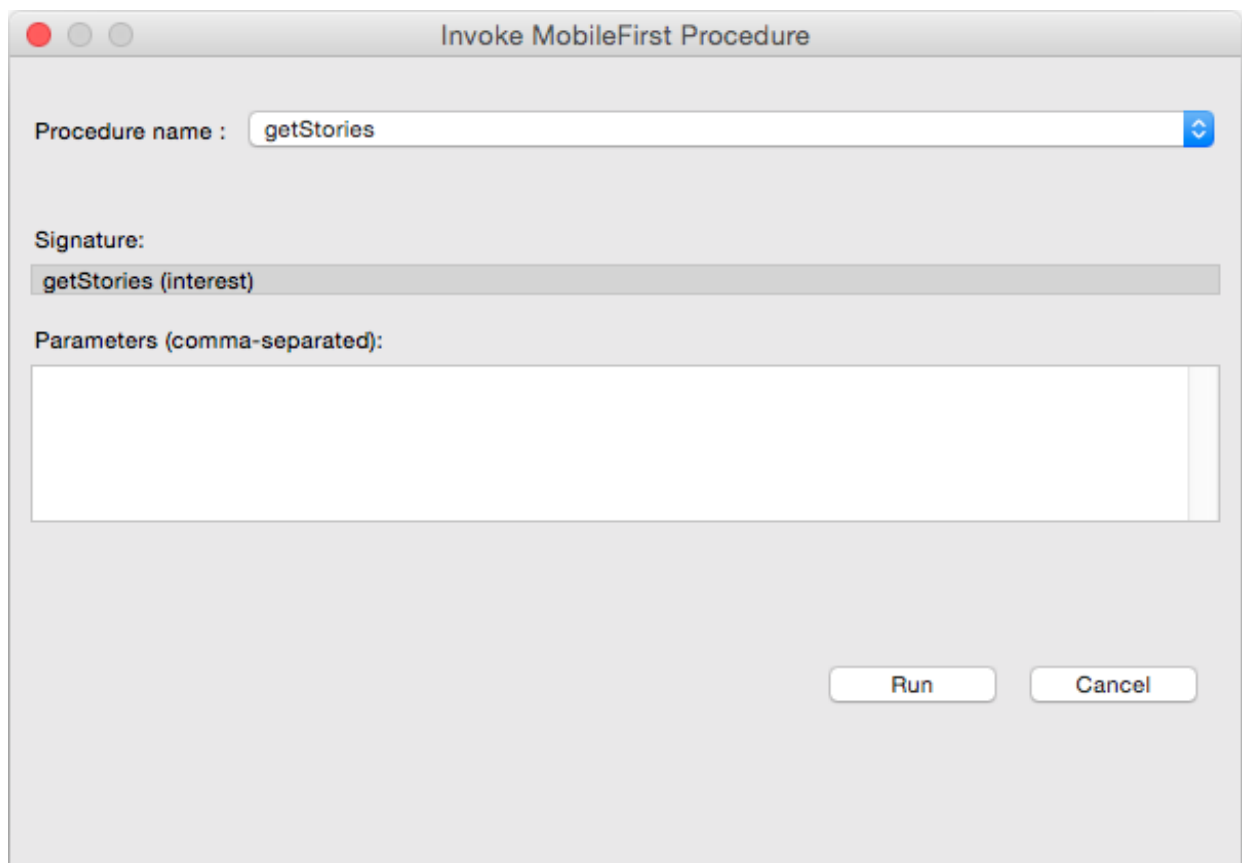 Invoke MobileFirst Procedure
Procedure name : getStories
Signature:
getStories (interest)
Parameters (comma-separated):
Run Cancel